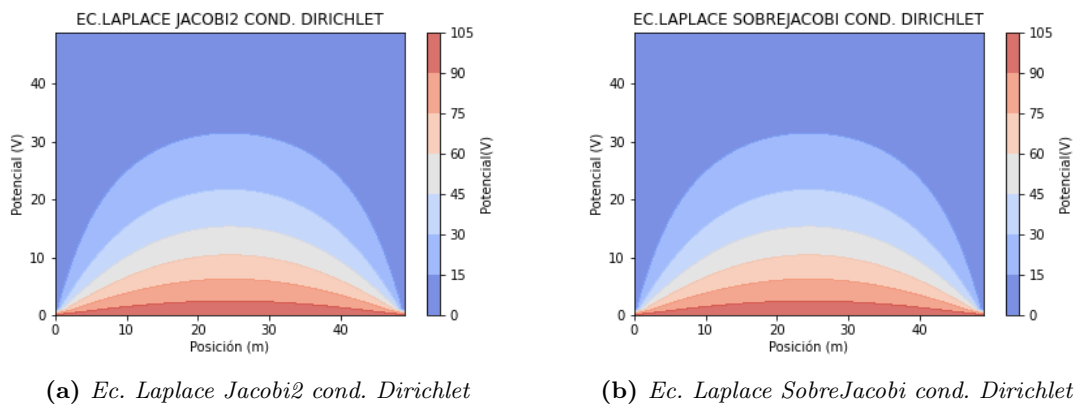 EC.LAPLACE JACOBI2 COND. DIRICHLET
Potencial (V)
40
30
20
10
0
0 10 20 30 40
Posición (m)
105
90
75
60
45
30
15
0
Potencial(V)
(a) Ec. Laplace Jacobi2 cond. Dirichlet
EC.LAPLACE SOBREJACOBI COND. DIRICHLET
Potencial (V)
40
30
20
10
0
0 10 20 30 40
Posición (m)
105
90
75
60
45
30
15
0
Potencial(V)
(b) Ec. Laplace SobreJacobi cond. Dirichlet